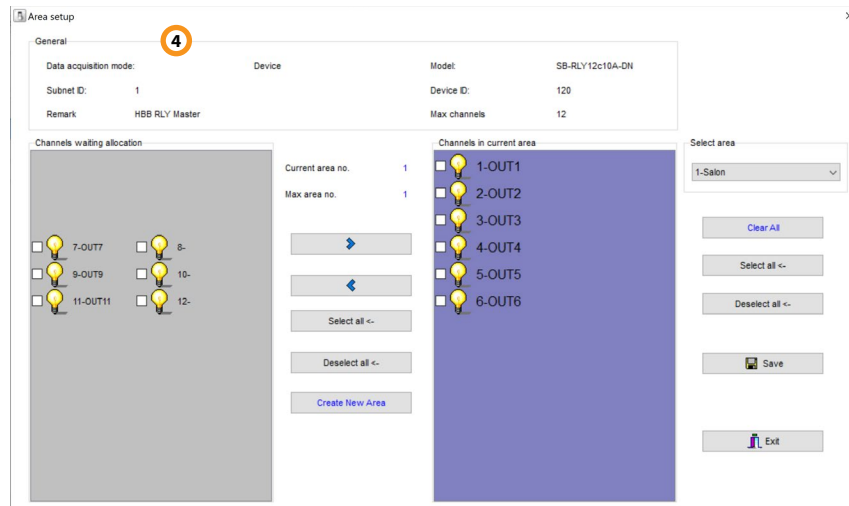 Area setup
General
4
Data acquisition mode: Device Model: SB-RLY12c10A-DN
Subnet ID: 1 Device ID: 120
Remark HBB RLY Master Max channels 12
Channels waiting allocation
7-OUT7 8-
9-OUT9 10-
11-OUT11 12-
Current area no. 1
Max area no. 1
Select all <-
Deselect all <-
Create New Area
Channels in current area
1-OUT1
2-OUT2
3-OUT3
4-OUT4
5-OUT5
6-OUT6
Select area
1-Salon
Clear All
Select all <-
Deselect all <-
Save
Exit